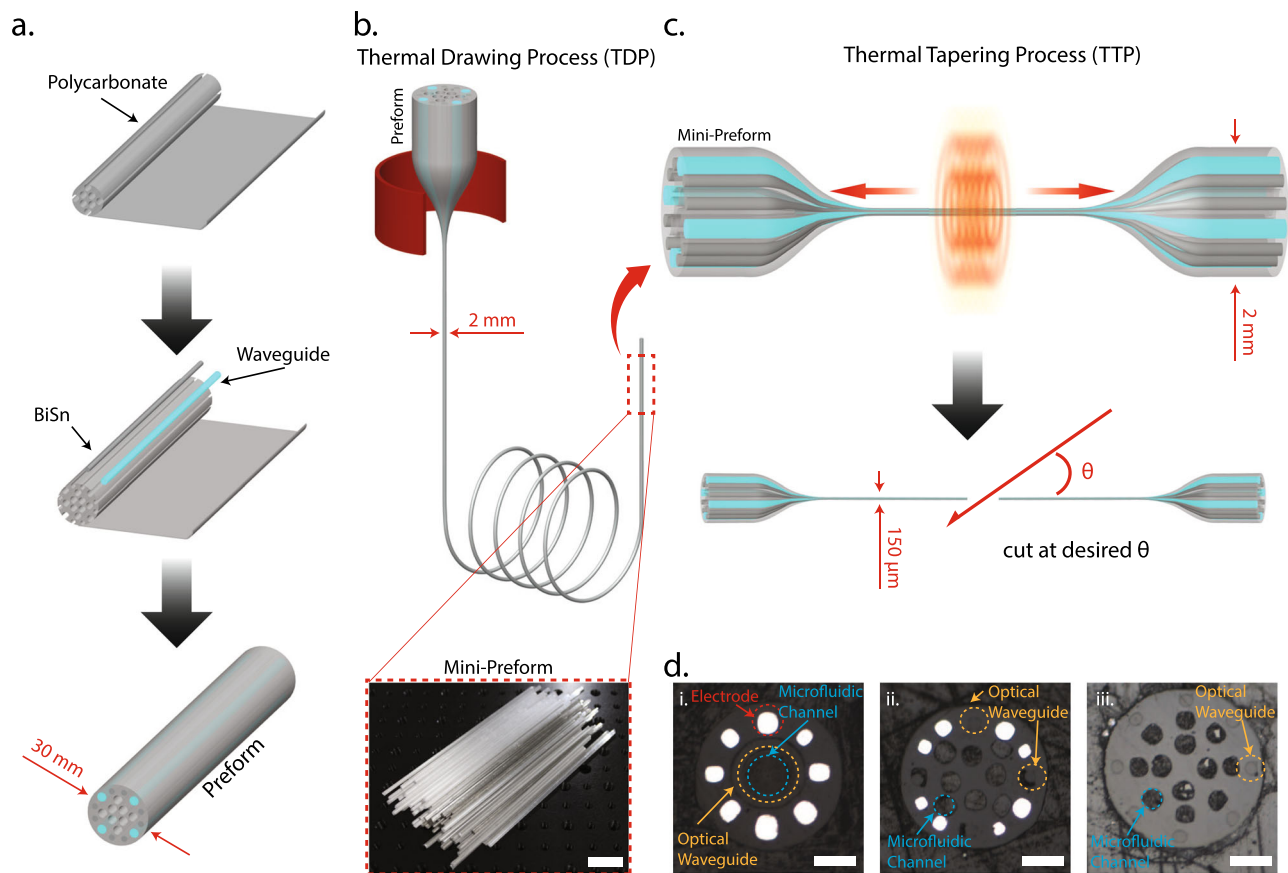 a.
Polycarbonate
Waveguide
BiSn
30 mm
Preform
b.
Thermal Drawing Process (TDP)
Preform
2 mm
Mini-Preform
c.
Thermal Tapering Process (TTP)
Mini-Preform
2 mm
θ
150 µm
cut at desired θ
d.
i.
Electrode
Microfluidic
Channel
Optical
Waveguide
ii.
Optical
Waveguide
Microfluidic
Channel
iii.
Optical
Waveguide
Microfluidic
Channel